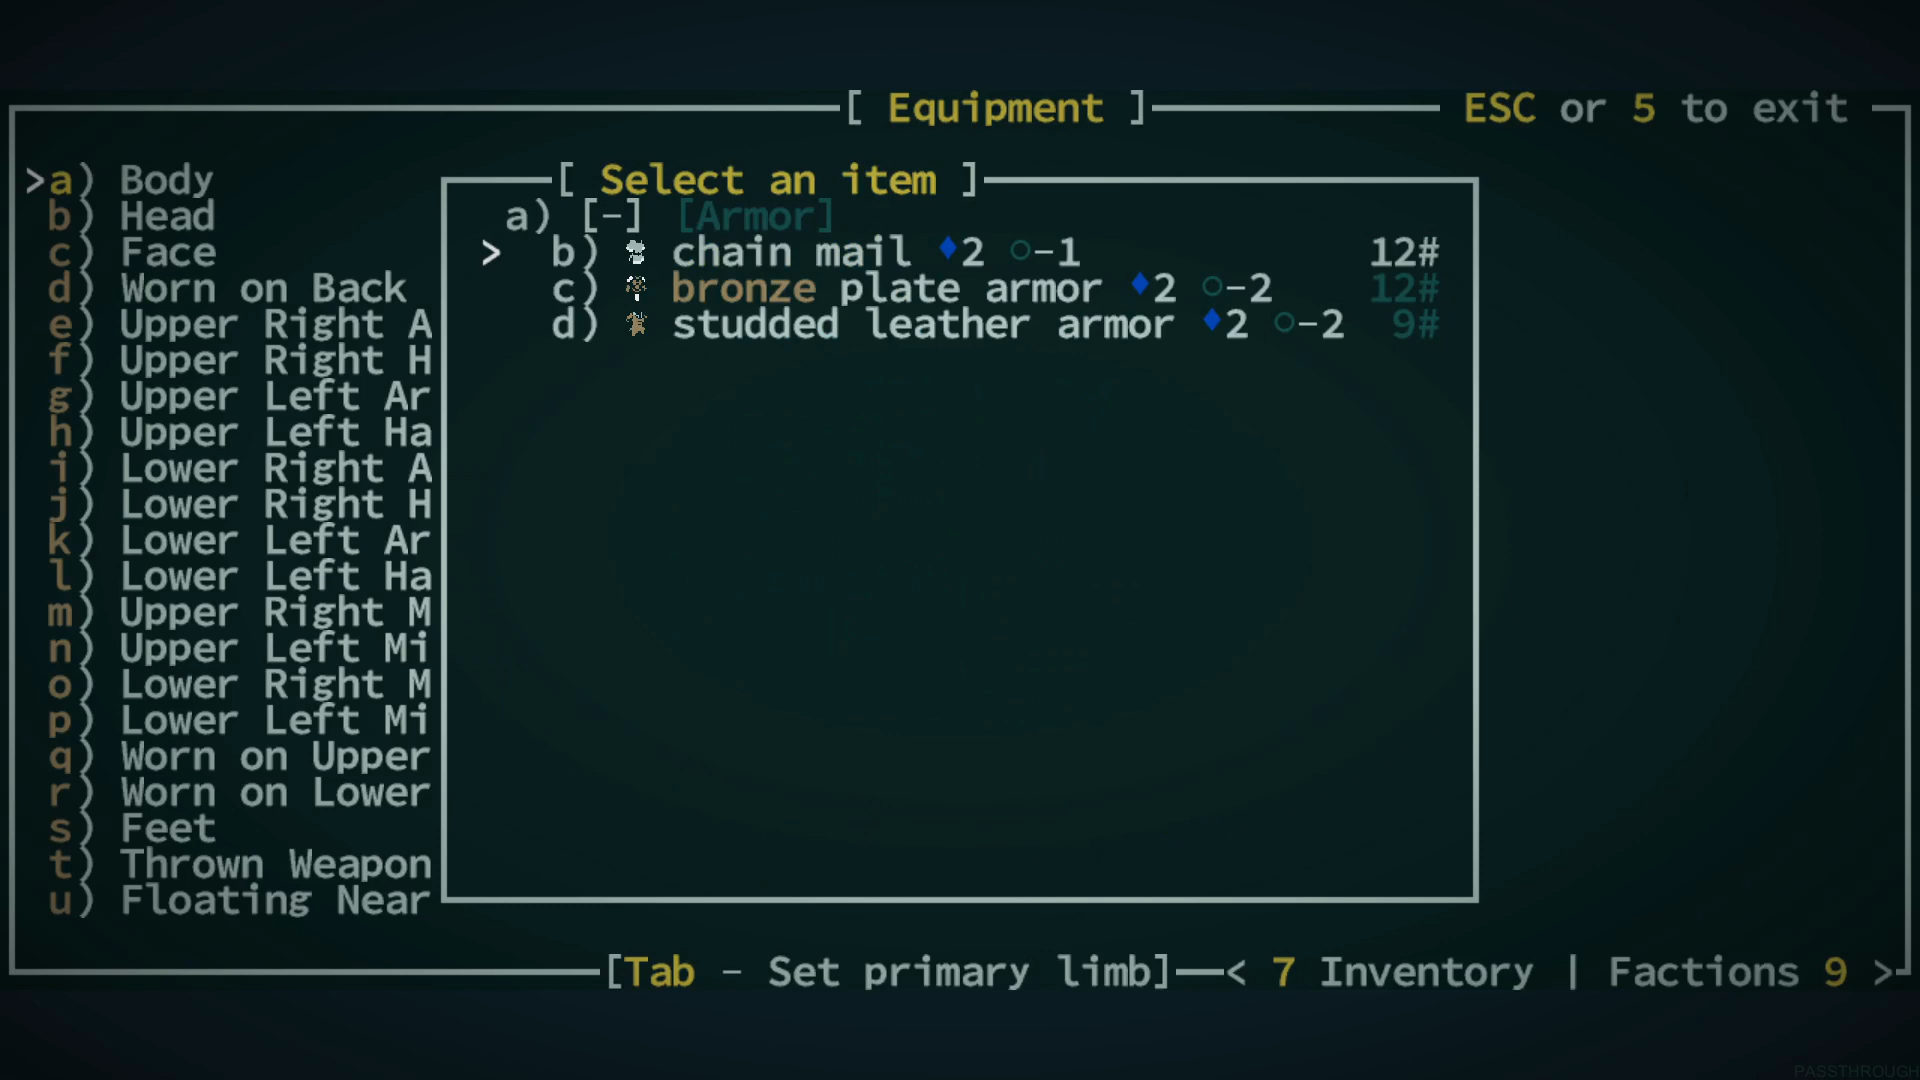 [ Equipment ] ESC or 5 to exit
>a) Body
b) Head
c) Face
d) Worn on Back
e) Upper Right A
f) Upper Right H
g) Upper Left Ar
h) Upper Left Ha
i) Lower Right A
j) Lower Right H
k) Lower Left Ar
l) Lower Left Ha
m) Upper Right M
n) Upper Left Mi
o) Lower Right M
p) Lower Left Mi
q) Worn on Upper
r) Worn on Lower
s) Feet
t) Thrown Weapon
u) Floating Near
[ Select an item ]
a) [-] [Armor]
> b) chain mail ♦2 ○-1 12#
c) bronze plate armor ♦2 ○-2 12#
d) studded leather armor ♦2 ○-2 9#
[Tab - Set primary limb] < 7 Inventory | Factions 9 >
PASSTHROUGH